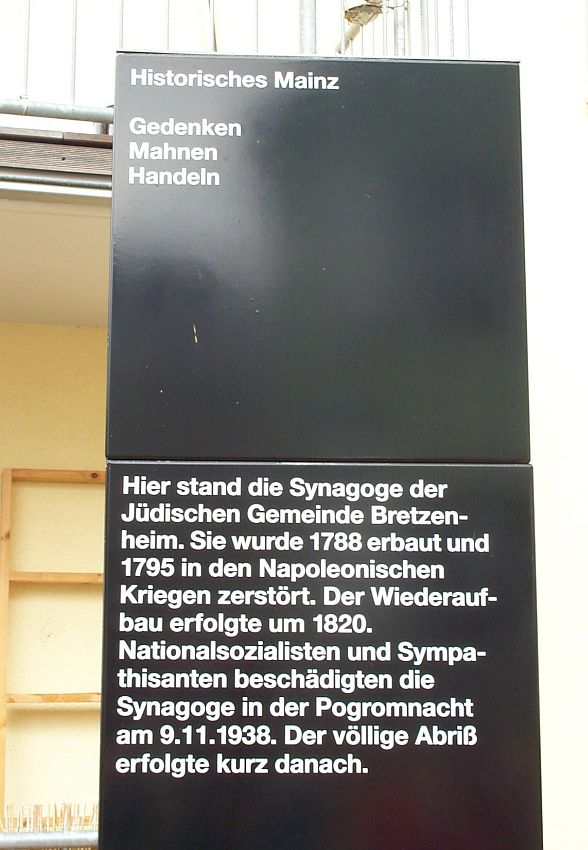 Historisches Mainz
Gedenken
Mahnen
Handeln
Hier stand die Synagoge der
Jüdischen Gemeinde Bretzen-
heim. Sie wurde 1788 erbaut und
1795 in den Napoleonischen
Kriegen zerstört. Der Wiederauf-
bau erfolgte um 1820.
Nationalsozialisten und Sympa-
thisanten beschädigten die
Synagoge in der Pogromnacht
am 9.11.1938. Der völlige Abriß
erfolgte kurz danach.